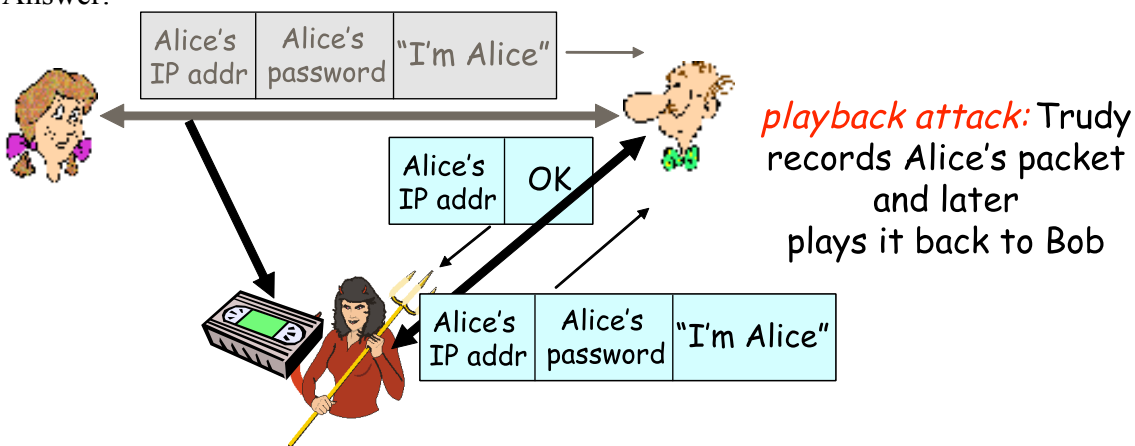 Answer:
Alice's
IP addr
Alice's
password
"I'm Alice"
playback attack: Trudy
records Alice's packet
and later
plays it back to Bob
Alice's
IP addr
OK
Alice's
IP addr
Alice's
password
"I'm Alice"